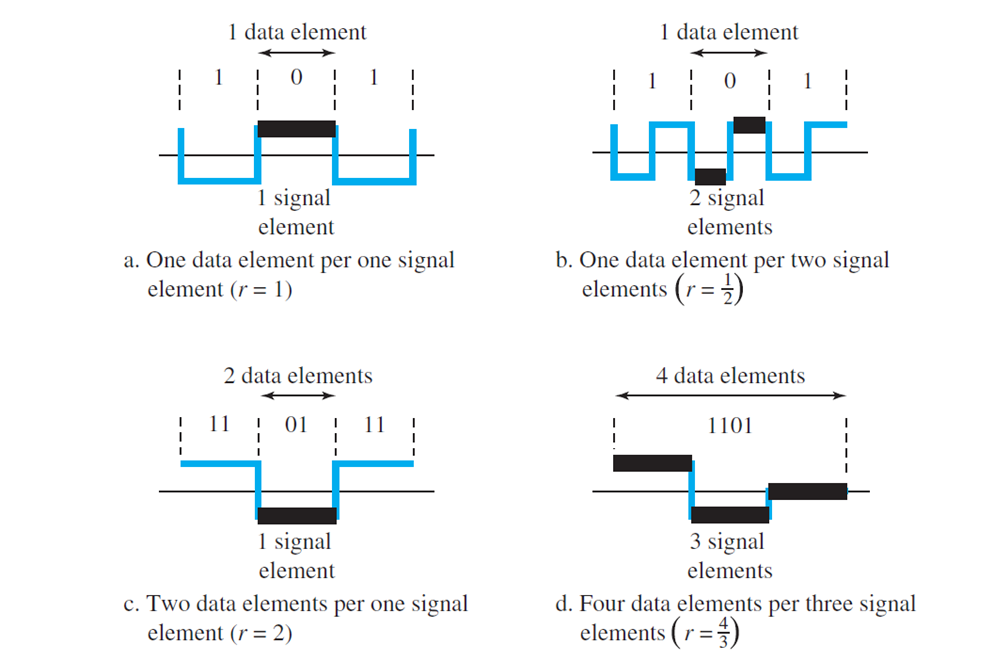 1 data element
1 0 1
1 signal
element
a. One data element per one signal
element (r = 1)
1 data element
1 0 1
2 signal
elements
b. One data element per two signal
elements (r = 1/2)
2 data elements
11 01 11
1 signal
element
c. Two data elements per one signal
element (r = 2)
4 data elements
1101
3 signal
elements
d. Four data elements per three signal
elements (r = 4/3)